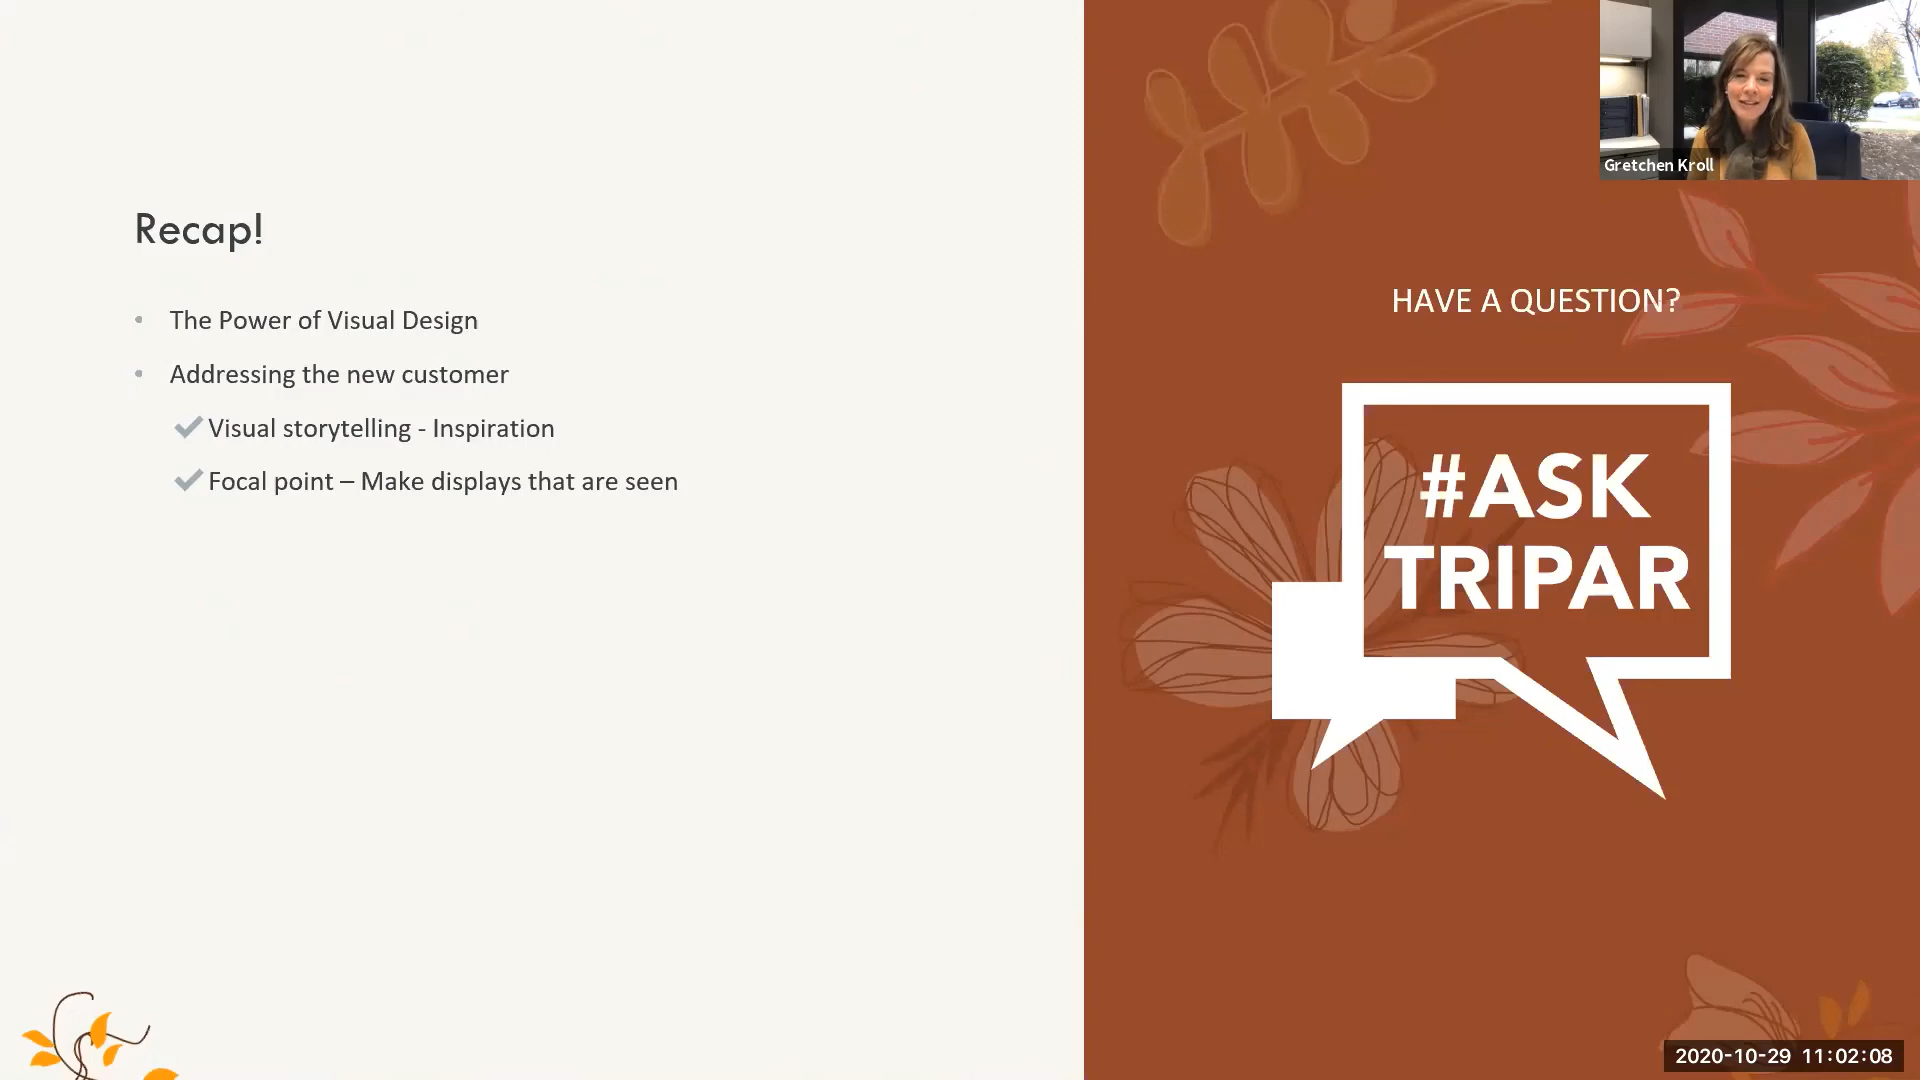 Recap!
• The Power of Visual Design
• Addressing the new customer
✔ Visual storytelling - Inspiration
✔ Focal point – Make displays that are seen
Gretchen Kroll
HAVE A QUESTION?
#ASK
TRIPAR
2020-10-29 11:02:08